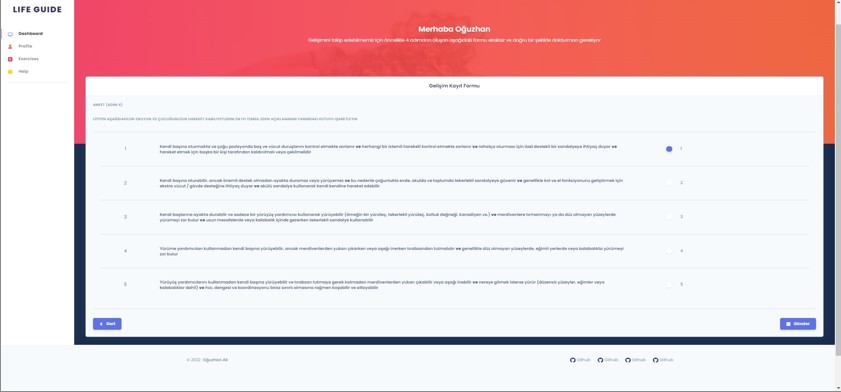 LIFE GUIDE
Dashboard
Profile
Exercises
Help
Merhaba Oğuzhan
Gelişimini takip edebilmemiz için öncelikle 4 adımdan oluşan aşağıdaki formu eksiksiz ve doğru bir şekilde doldurman gerekiyor
Gelişim Kayıt Formu
ANKET (ADIM 4)
LÜTFEN AŞAĞIDAKİLERİ OKUYUN VE ÇOCUĞUNUZUN HAREKET KABİLİYETLERİNİ EN İYİ TEMSİL EDEN AÇIKLAMANIN YANINDAKİ KUTUYU İŞARETLEYİN
1 Kendi başına oturmakta ve çoğu pozisyonda baş ve vücut duruşlarını kontrol etmekte zorlanır ve herhangi bir istemli hareketi kontrol etmekte zorlanır ve rahatça oturması için özel destekli bir sandalyeye ihtiyaç duyar ve 1
hareket etmek için başka bir kişi tarafından kaldırılmalı veya çekilmelidir
2 Kendi başına oturabilir, ancak önemli destek olmadan ayakta duramaz veya yürüyemez ve bu nedenle çoğunlukla evde, okulda ve toplumda tekerlekli sandalyeye güvenir ve genellikle kol ve el fonksiyonunu geliştirmek için 2
ekstra vücut / gövde desteğine ihtiyaç duyar ve akülü sandalye kullanarak kendi kendine hareket edebilir
3 Kendi başlarına ayakta durabilir ve sadece bir yürüyüş yardımcısı kullanarak yürüyebilir (örneğin bir yürüteç, tekerlekli yürüteç, koltuk değneği, kanadiyen vs.) ve merdivenlere tırmanmayı ya da düz olmayan yüzeylerde 3
yürümeyi zor bulur ve uzun mesafelerde veya kalabalık içinde gezerken tekerlekli sandalye kullanabilir
4 Yürüme yardımcıları kullanmadan kendi başına yürüyebilir, ancak merdivenlerden yukarı çıkarken veya aşağı inerken trabzandan tutmalıdır ve genellikle düz olmayan yüzeylerde, eğimli yerlerde veya kalabalıkta yürümeyi 4
zor bulur
5 Yürüyüş yardımcılarını kullanmadan kendi başına yürüyebilir ve trabzan tutmaya gerek kalmadan merdivenlerden yukarı çıkabilir veya aşağı inebilir ve nereye gitmek isterse yürür (düzensiz yüzeyler, eğimler veya 5
kalabalıklar dahil) ve hızı, dengesi ve koordinasyonu biraz sınırlı olmasına rağmen koşabilir ve atlayabilir
Geri
Gönder
© 2022 Oğuzhan Ak
Github Github Github Github